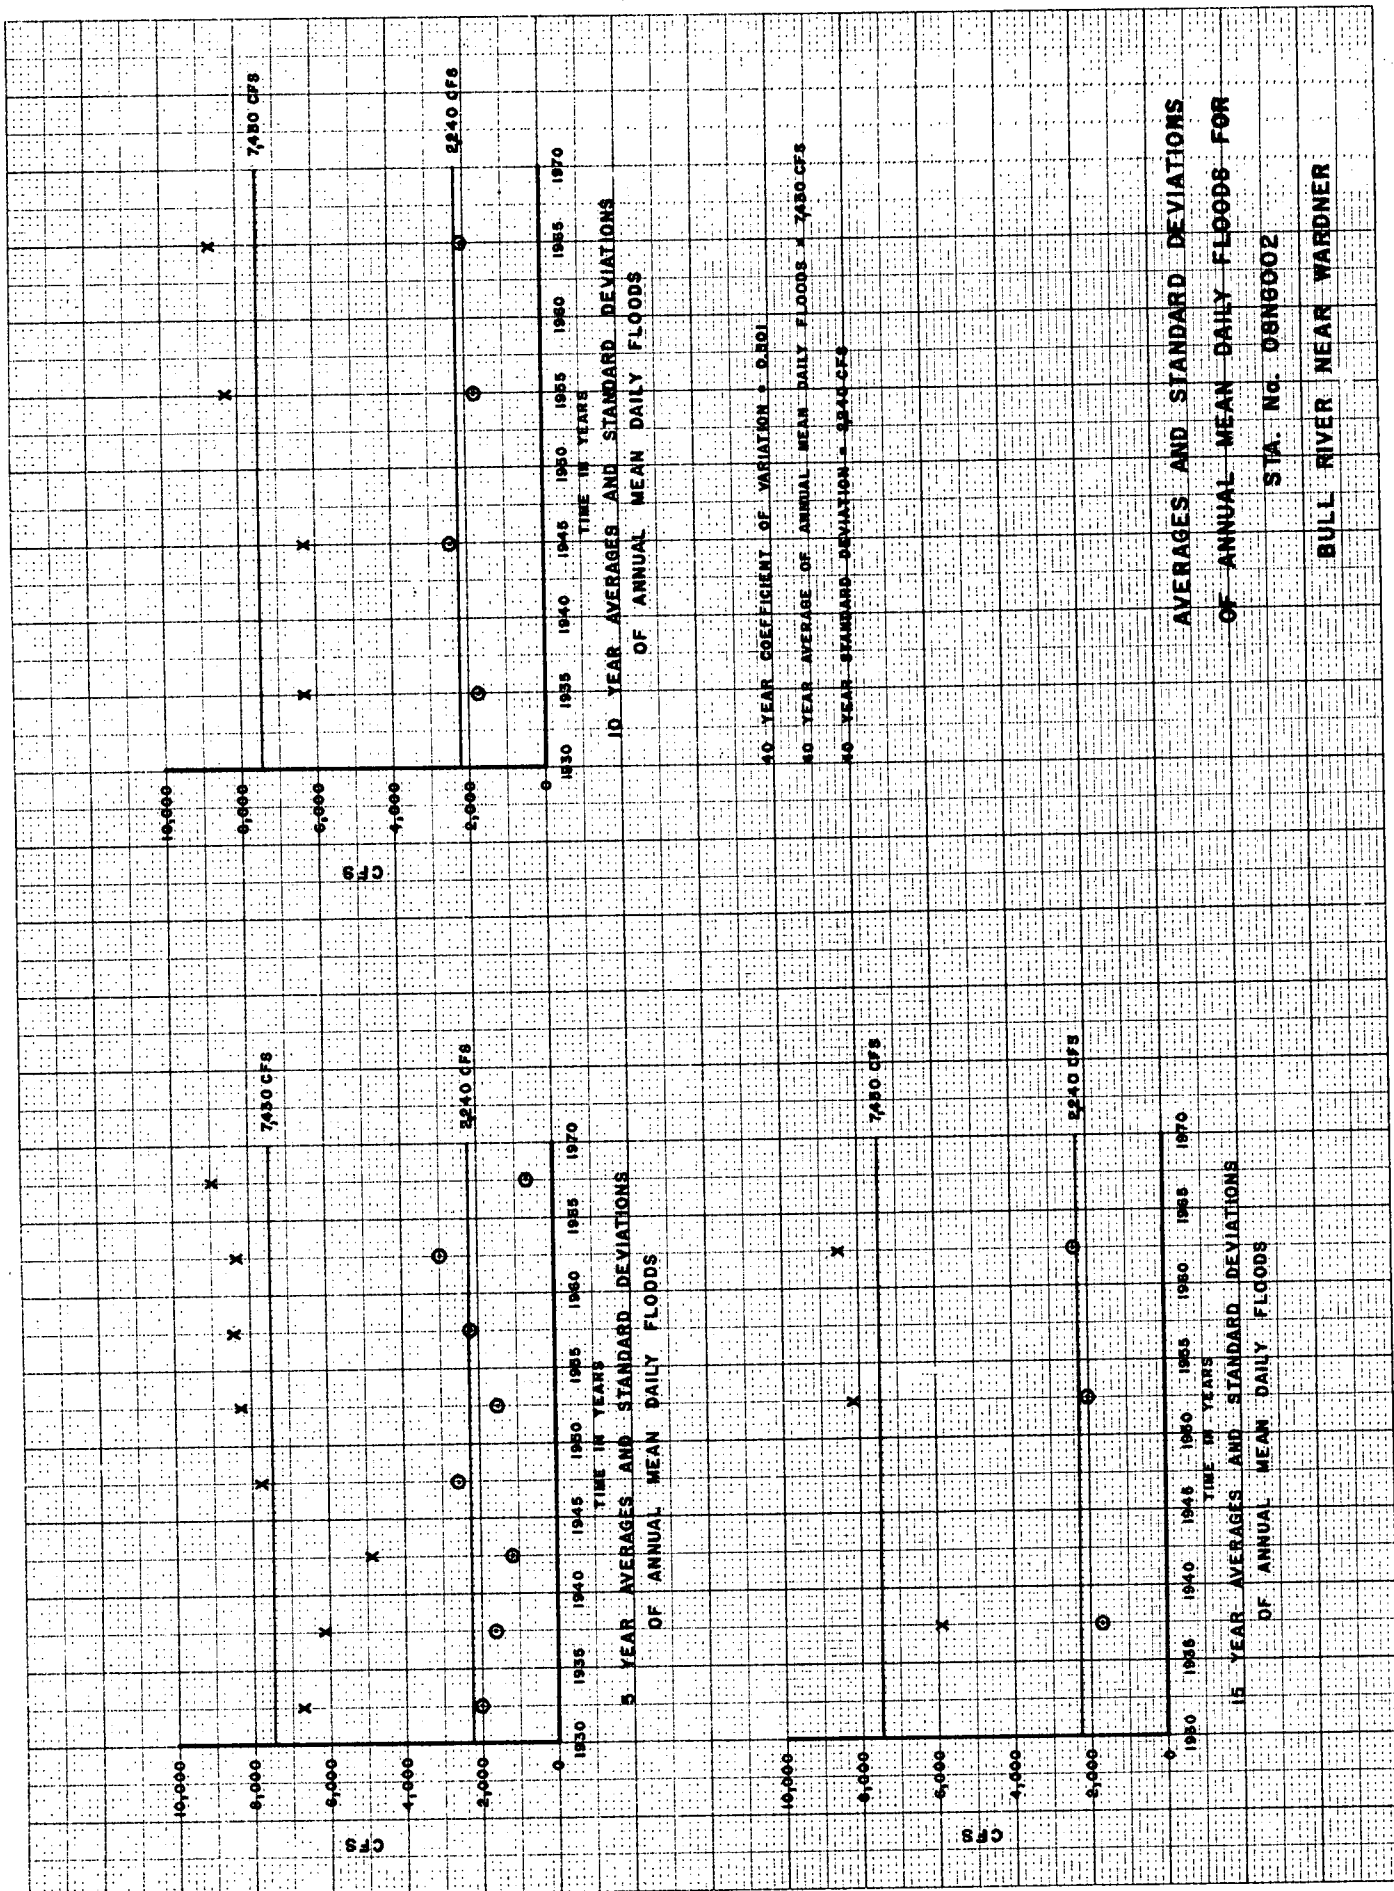 10,000
8,000
6,000
4,000
2,000
0
CFS
7,430 CFS
2,240 CFS
1930 1935 1940 1945 1950 1955 1960 1965 1970
TIME IN YEARS
5 YEAR AVERAGES AND STANDARD DEVIATIONS
OF ANNUAL MEAN DAILY FLOODS
10,000
8,000
6,000
4,000
2,000
0
CFS
7,430 CFS
2,240 CFS
1930 1935 1940 1945 1950 1955 1960 1965 1970
TIME IN YEARS
10 YEAR AVERAGES AND STANDARD DEVIATIONS
OF ANNUAL MEAN DAILY FLOODS
10,000
8,000
6,000
4,000
2,000
0
CFS
7,430 CFS
2,240 CFS
1930 1935 1940 1945 1950 1955 1960 1965 1970
TIME IN YEARS
15 YEAR AVERAGES AND STANDARD DEVIATIONS
OF ANNUAL MEAN DAILY FLOODS
40 YEAR COEFFICIENT OF VARIATION = 0.301
40 YEAR AVERAGE OF ANNUAL MEAN DAILY FLOODS = 7,430 CFS
40 YEAR STANDARD DEVIATION = 2,240 CFS
AVERAGES AND STANDARD DEVIATIONS
OF ANNUAL MEAN DAILY FLOODS FOR
STA. No. 08NG002
BULL RIVER NEAR WARDNER